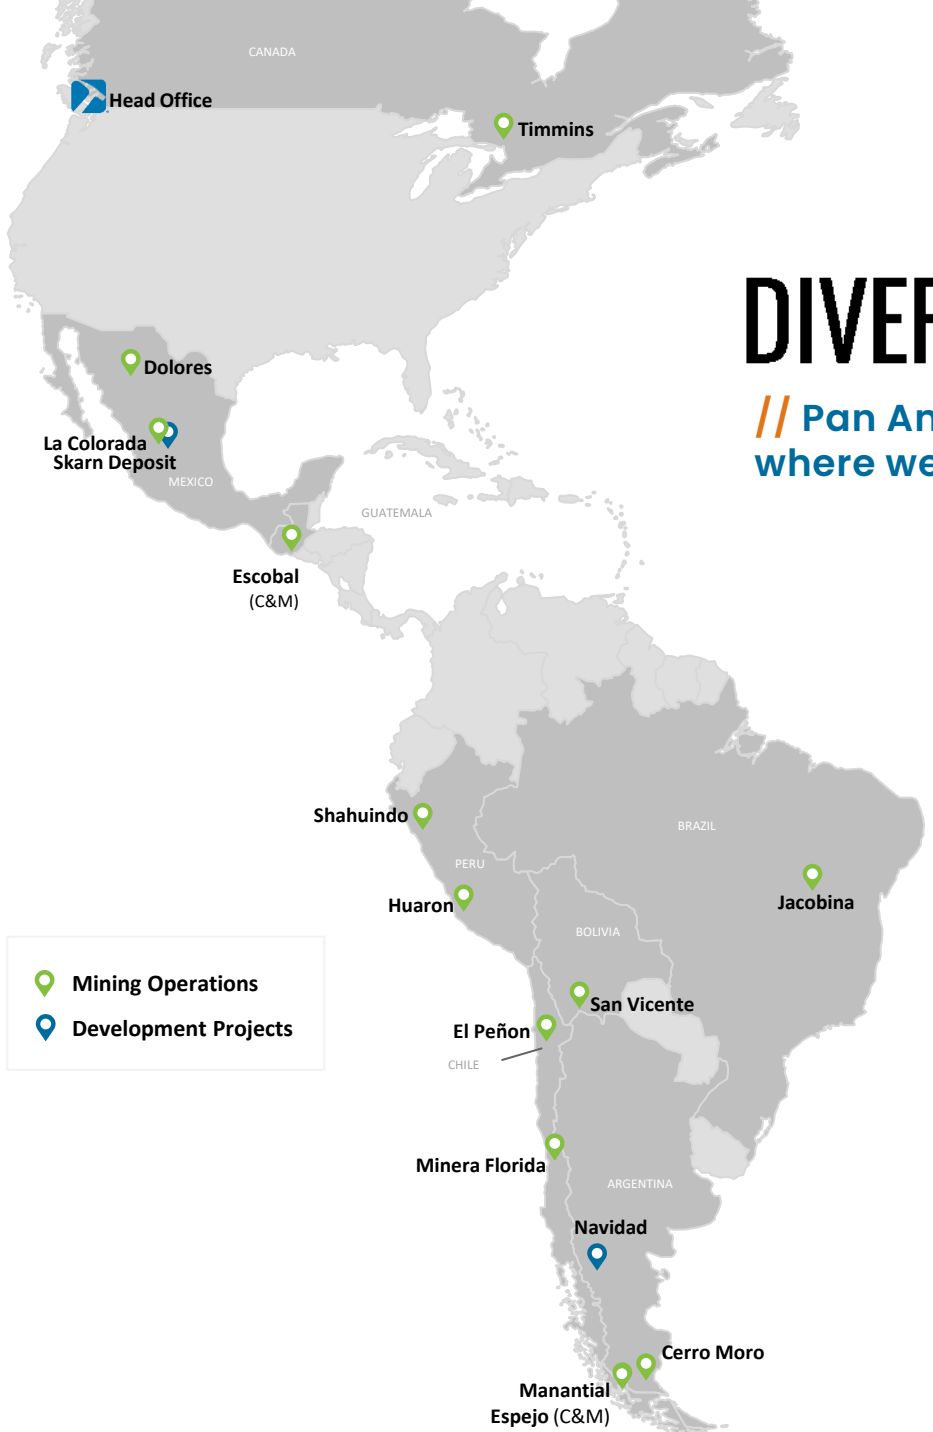 CANADA
Head Office
Timmins
DIVER
// Pan Am
where we
Dolores
La Colorada
Skarn Deposit
MEXICO
GUATEMALA
Escobal
(C&M)
Shahuindo
BRAZIL
PERU
Huaron
Jacobina
BOLIVIA
Mining Operations
Development Projects
San Vicente
El Peñon
CHILE
Minera Florida
ARGENTINA
Navidad
Cerro Moro
Manantial
Espejo (C&M)